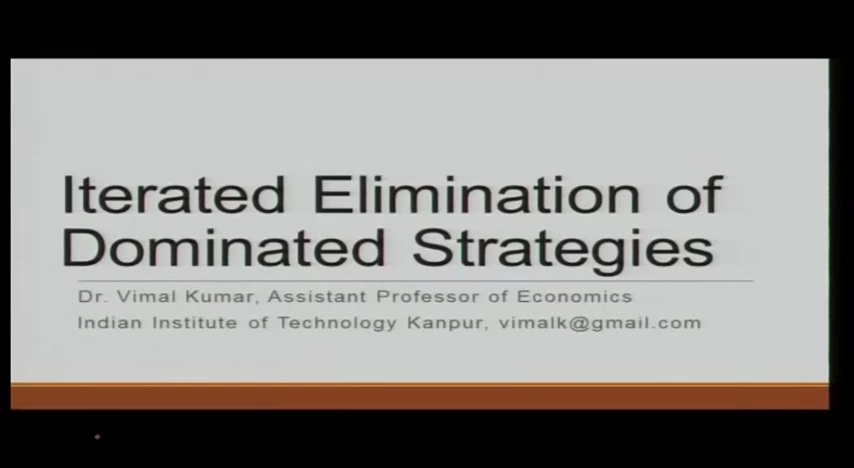 Iterated Elimination of
Dominated Strategies
Dr. Vimal Kumar, Assistant Professor of Economics
Indian Institute of Technology Kanpur, vimalk@gmail.com